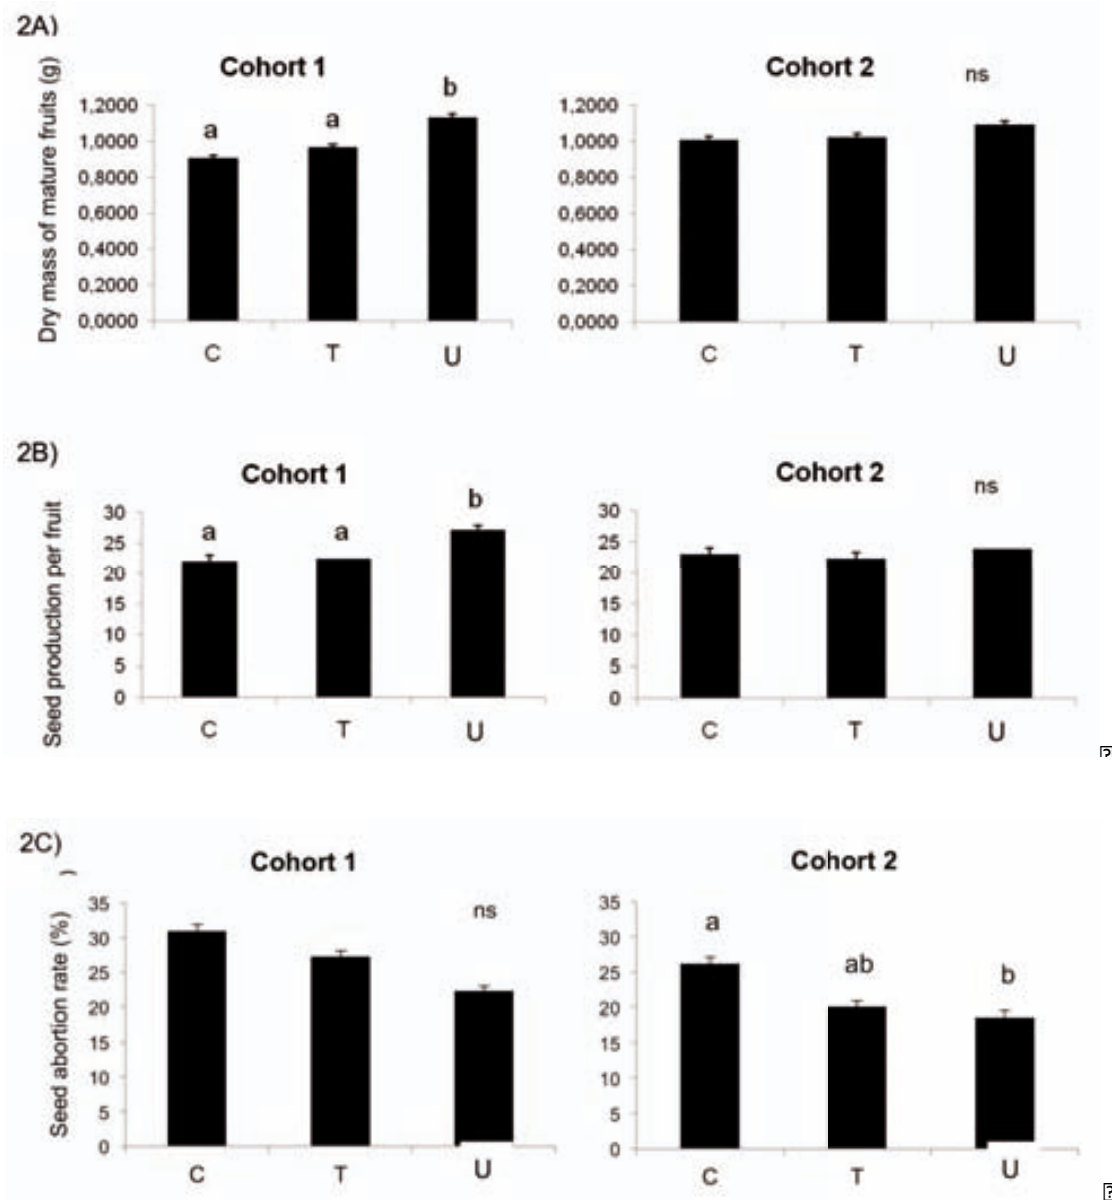 2A)
Dry mass of mature fruits (g)
Cohort 1
1,2000
1,0000
0,8000
0,6000
0,4000
0,2000
0,0000
a
a
b
C T U
Cohort 2
ns
1,2000
1,0000
0,8000
0,6000
0,4000
0,2000
0,0000
C T U
2B)
Seed production per fruit
Cohort 1
30
25
20
15
10
5
0
a
a
b
C T U
Cohort 2
ns
30
25
20
15
10
5
0
C T U
2C)
)
Seed abortion rate (%)
Cohort 1
ns
35
30
25
20
15
10
5
0
C T U
Cohort 2
35
30
25
20
15
10
5
0
a
ab
b
C T U